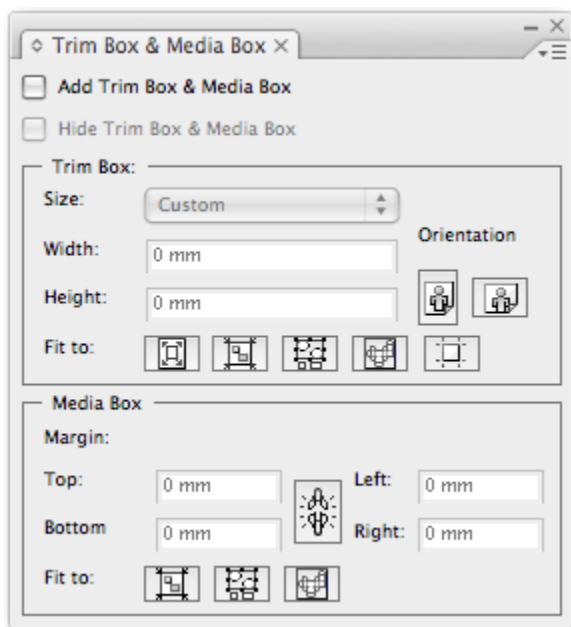 Trim Box & Media Box
Add Trim Box & Media Box
Hide Trim Box & Media Box
Trim Box:
Size: Custom
Orientation
Width: 0 mm
Height: 0 mm
Fit to:
Media Box
Margin:
Top: 0 mm Left: 0 mm
Bottom 0 mm Right: 0 mm
Fit to: